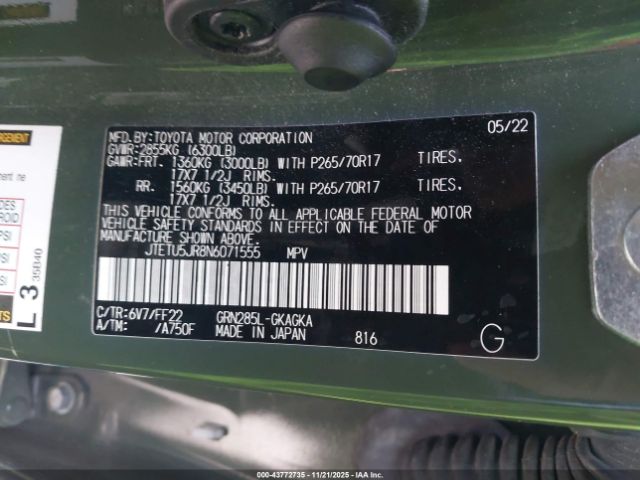 MFD.BY:TOYOTA MOTOR CORPORATION 05/22
GVWR:2855KG (6300LB)
GAWR:FRT. 1360KG (3000LB) WITH P265/70R17 TIRES.
17X7 1/2J RIMS.
RR. 1560KG (3450LB) WITH P265/70R17 TIRES.
17X7 1/2J RIMS.
THIS VEHICLE CONFORMS TO ALL APPLICABLE FEDERAL MOTOR
VEHICLE SAFETY STANDARDS IN EFFECT ON THE DATE OF
MANUFACTURE SHOWN ABOVE.
JTETU5JR8N6071555 MPV
C/TR:6V7/FF22 GRN285L-GKAGKA
A/TM: /A750F MADE IN JAPAN 816 G
L 3
35B40
000-43772735 - 11/21/2025 - IAA Inc.